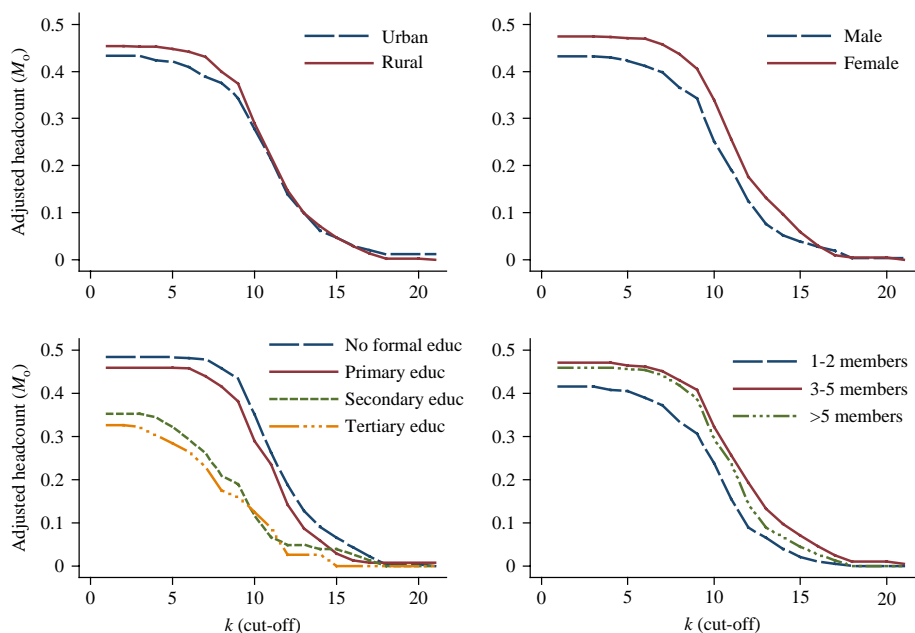 Adjusted headcount (Mo)
0.5
0.4
0.3
0.2
0.1
0
Urban
Rural
0 5 10 15 20
0.5
0.4
0.3
0.2
0.1
0
Male
Female
0 5 10 15 20
Adjusted headcount (Mo)
0.5
0.4
0.3
0.2
0.1
0
No formal educ
Primary educ
Secondary educ
Tertiary educ
0 5 10 15 20
k (cut-off)
0.5
0.4
0.3
0.2
0.1
0
1-2 members
3-5 members
>5 members
0 5 10 15 20
k (cut-off)